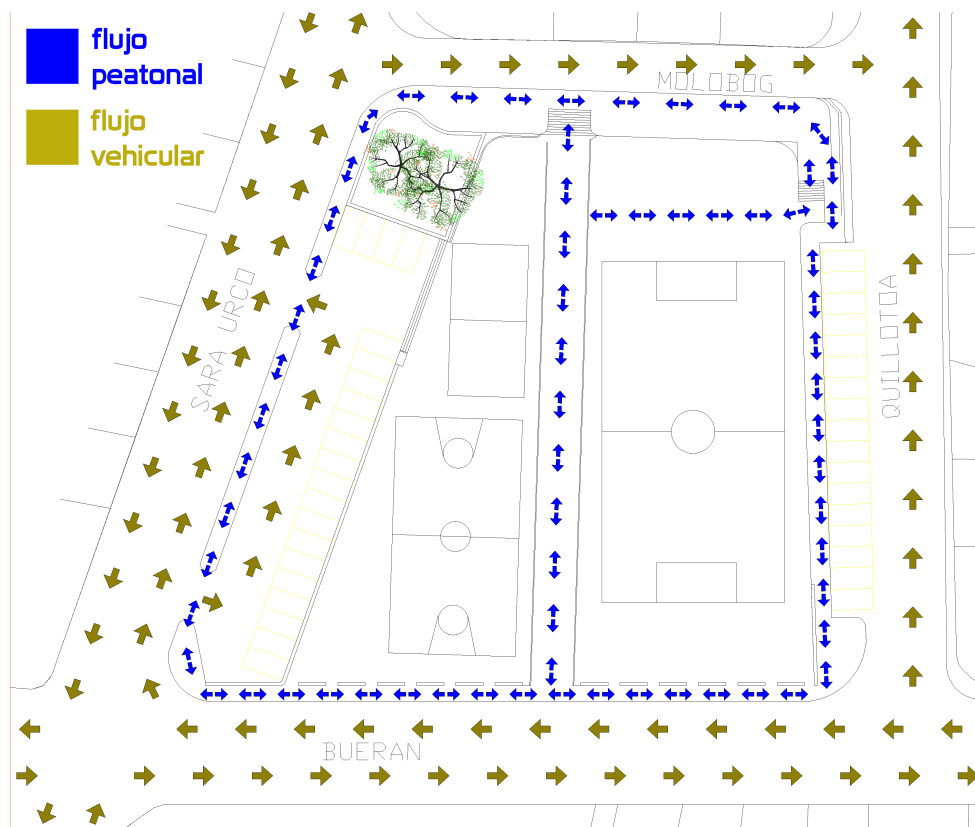 flujo
peatonal
flujo
vehicular
MOLOBOG
SARA URCO
QUILLOTOA
BUERAN